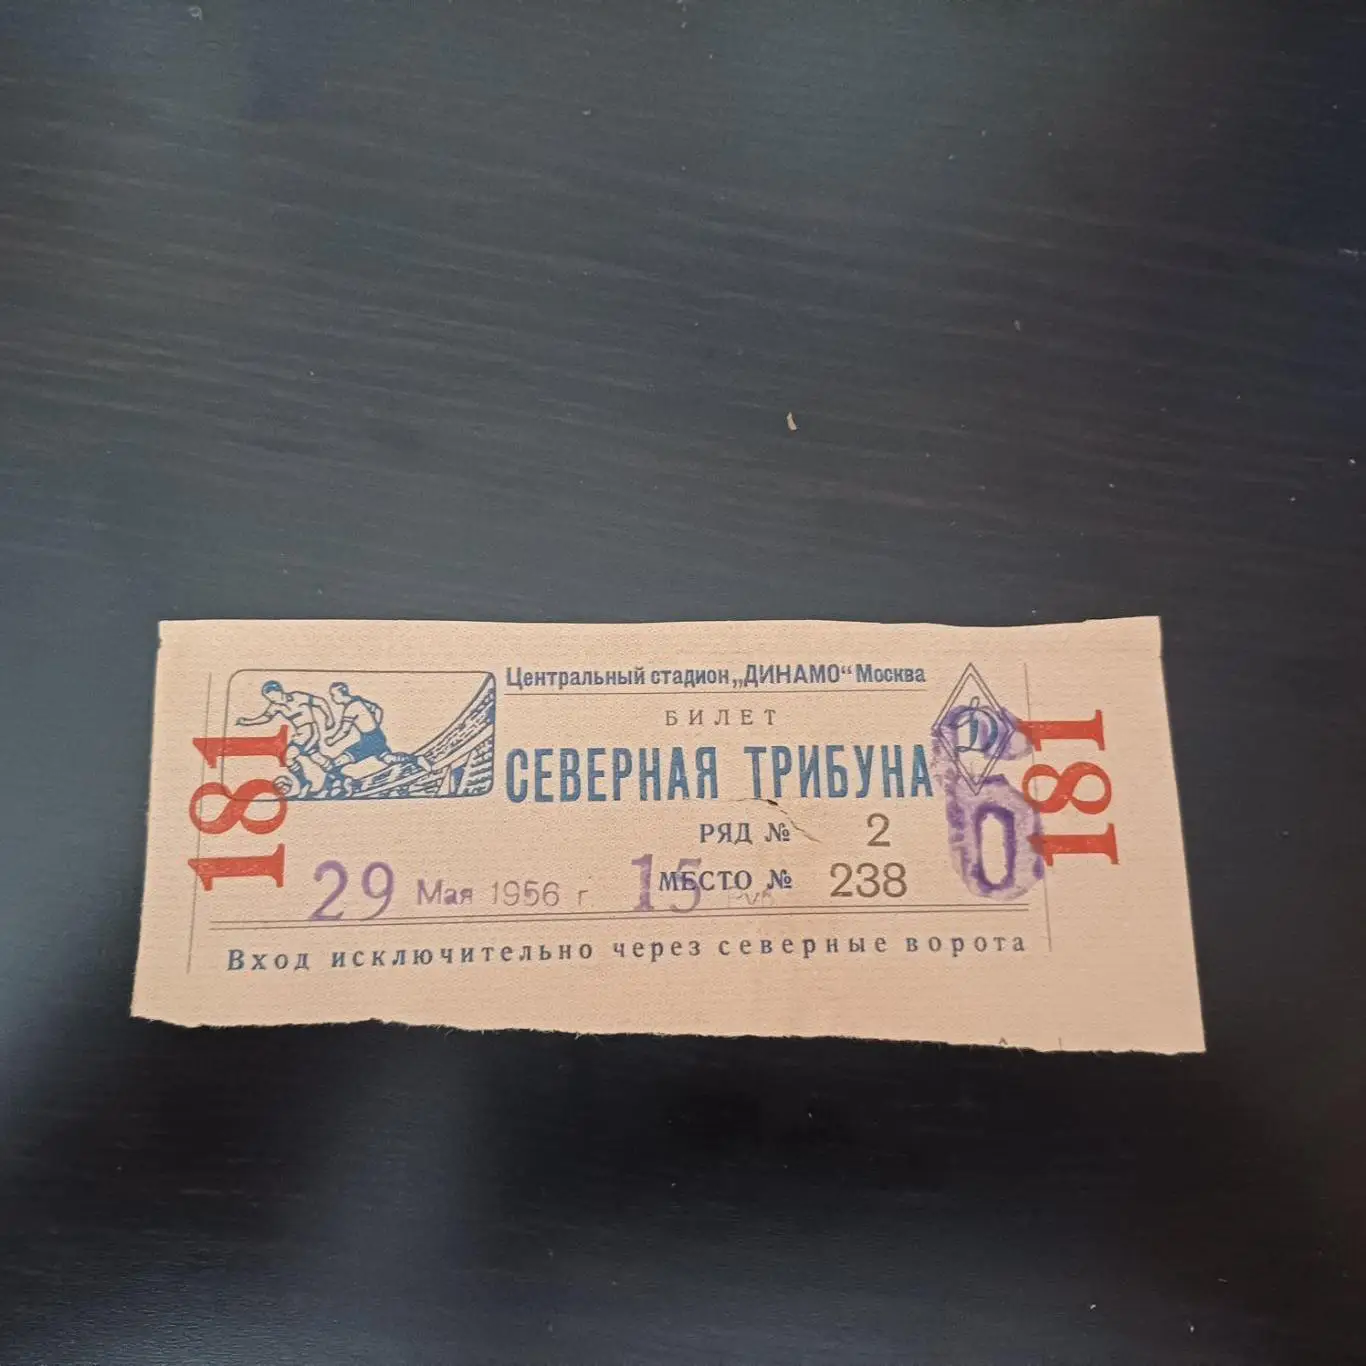 Центральный стадион „ДИНАМО“ Москва
БИЛЕТ
СЕВЕРНАЯ ТРИБУНА
РЯД № 2
МЕСТО № 238
29 Мая 1956 г. 15 руб
Вход исключительно через северные ворота
181
181
Д
6